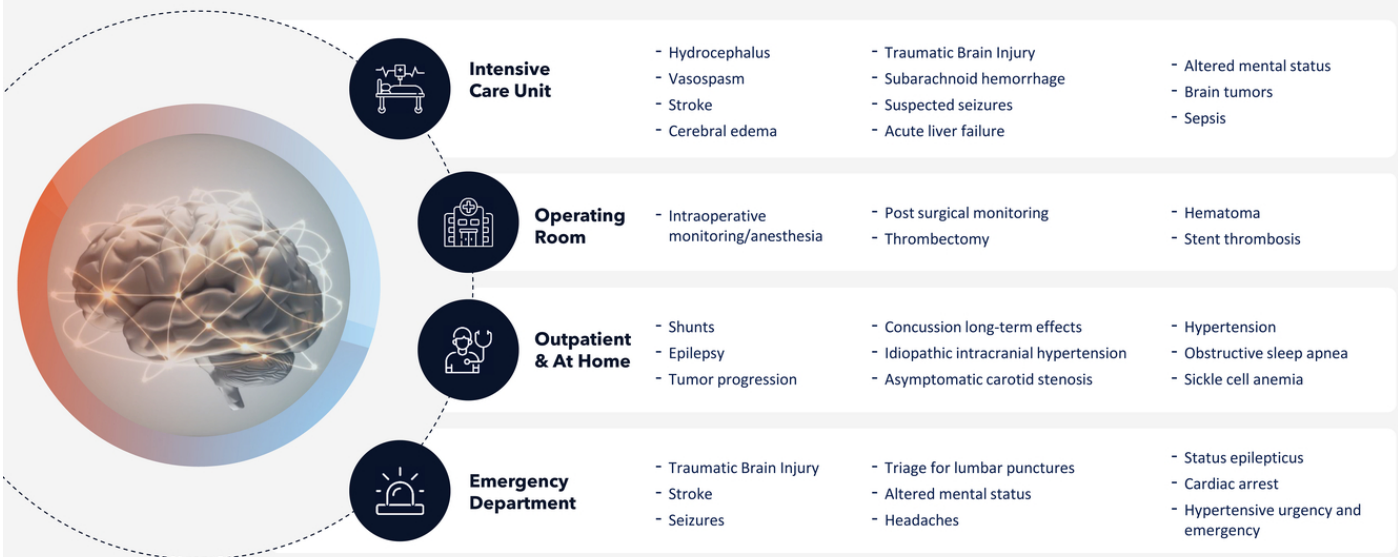 Intensive
Care Unit
- Hydrocephalus
- Vasospasm
- Stroke
- Cerebral edema
- Traumatic Brain Injury
- Subarachnoid hemorrhage
- Suspected seizures
- Acute liver failure
- Altered mental status
- Brain tumors
- Sepsis
Operating
Room
- Intraoperative
monitoring/anesthesia
- Post surgical monitoring
- Thrombectomy
- Hematoma
- Stent thrombosis
Outpatient
& At Home
- Shunts
- Epilepsy
- Tumor progression
- Concussion long-term effects
- Idiopathic intracranial hypertension
- Asymptomatic carotid stenosis
- Hypertension
- Obstructive sleep apnea
- Sickle cell anemia
Emergency
Department
- Traumatic Brain Injury
- Stroke
- Seizures
- Triage for lumbar punctures
- Altered mental status
- Headaches
- Status epilepticus
- Cardiac arrest
- Hypertensive urgency and
emergency